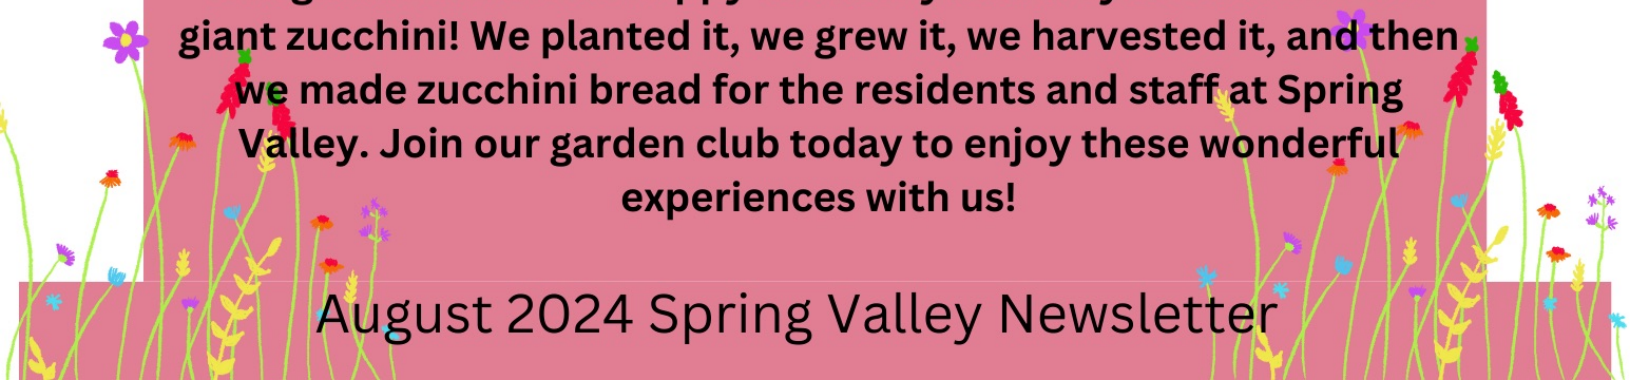 giant zucchini! We planted it, we grew it, we harvested it, and then
we made zucchini bread for the residents and staff at Spring
Valley. Join our garden club today to enjoy these wonderful
experiences with us!
August 2024 Spring Valley Newsletter